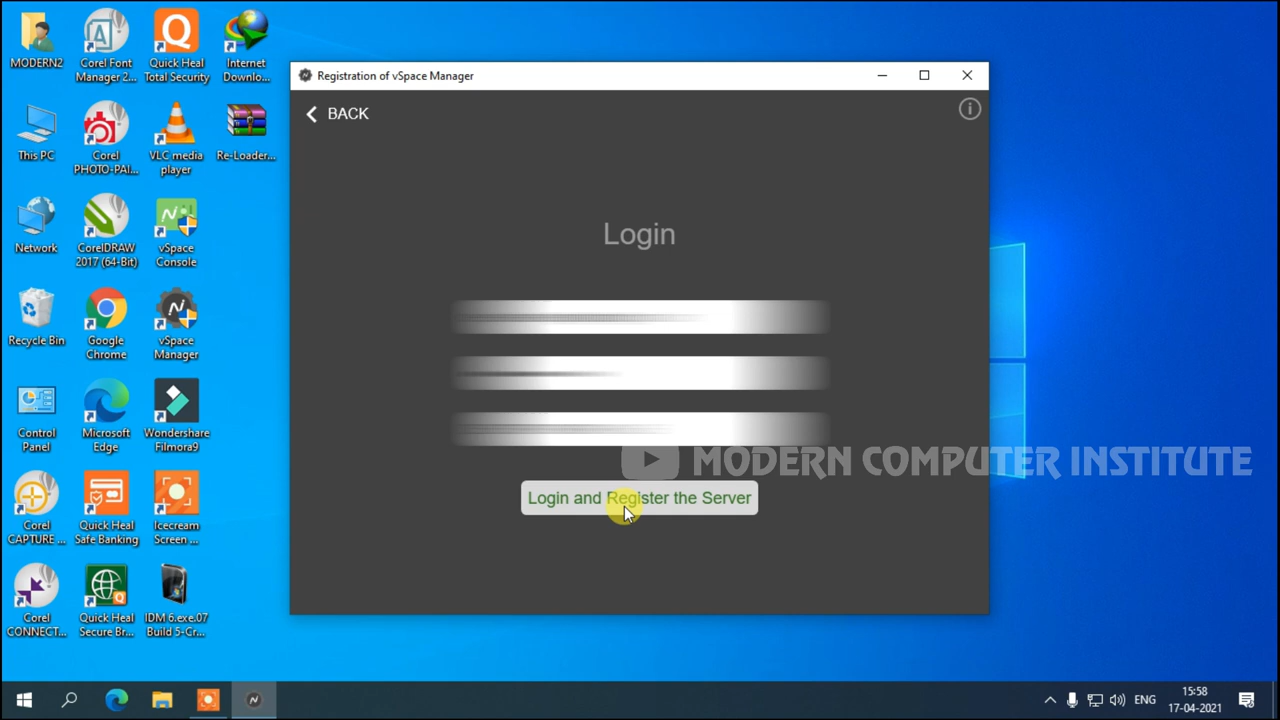 MODERN2
Corel Font
Manager 2...
Quick Heal
Total Security
Internet
Downlo...
This PC
Corel
PHOTO-PAI...
VLC media
player
Re-Loader...
Network
CorelDRAW
2017 (64-Bit)
vSpace
Console
Recycle Bin
Google
Chrome
vSpace
Manager
Control
Panel
Microsoft
Edge
Wondershare
Filmora9
Corel
CAPTURE ...
Quick Heal
Safe Banking
Icecream
Screen ...
Corel
CONNECT...
Quick Heal
Secure Br...
IDM 6.exe.07
Build 5-Cr...
Registration of vSpace Manager
BACK
Login
Login and Register the Server
MODERN COMPUTER INSTITUTE
ENG
15:58
17-04-2021